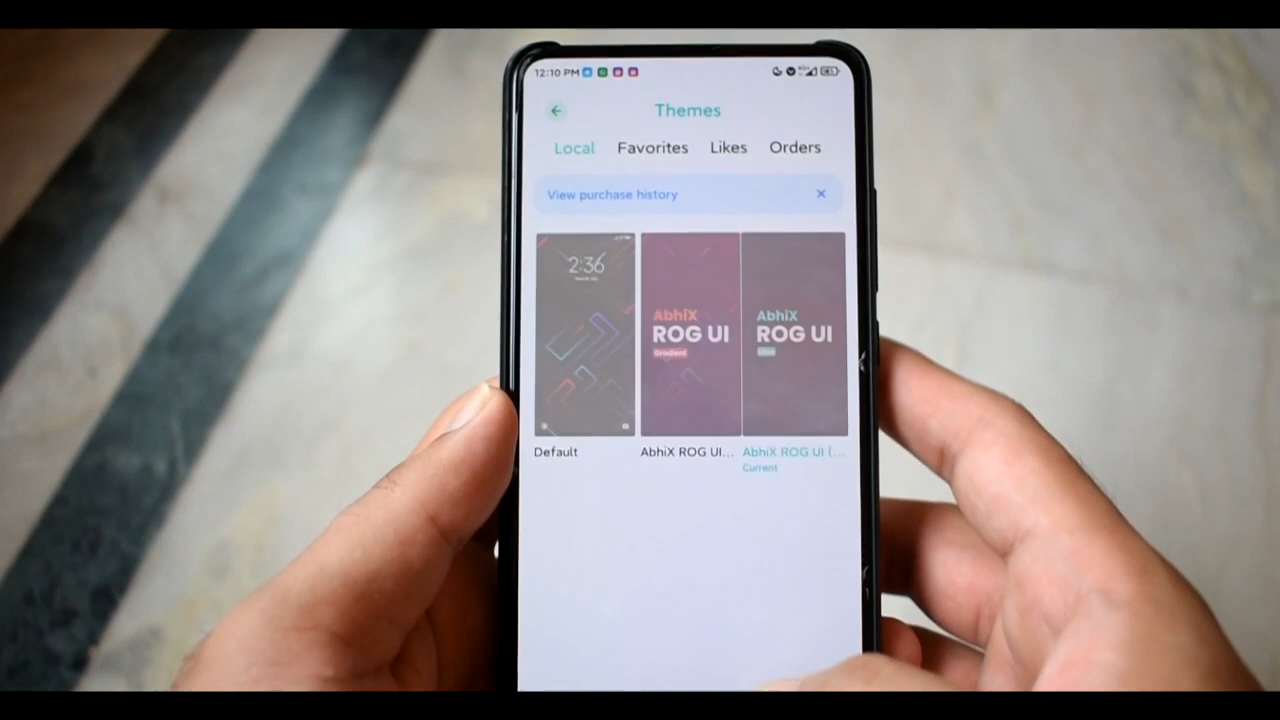 12:10 PM
Themes
Local Favorites Likes Orders
View purchase history
2:36
AbhiX
ROG UI
Gradient
AbhiX
ROG UI
Default
AbhiX ROG UI...
AbhiX ROG UI (...
Current